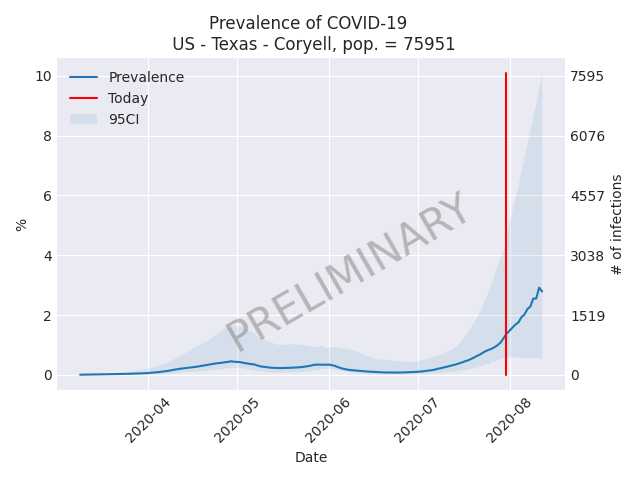 Prevalence of COVID-19
US - Texas - Coryell, pop. = 75951
Prevalence
Today
95CI
10
8
6
4
2
0
%
7595
6076
4557
3038
1519
0
# of infections
PRELIMINARY
2020-04
2020-05
2020-06
2020-07
2020-08
Date